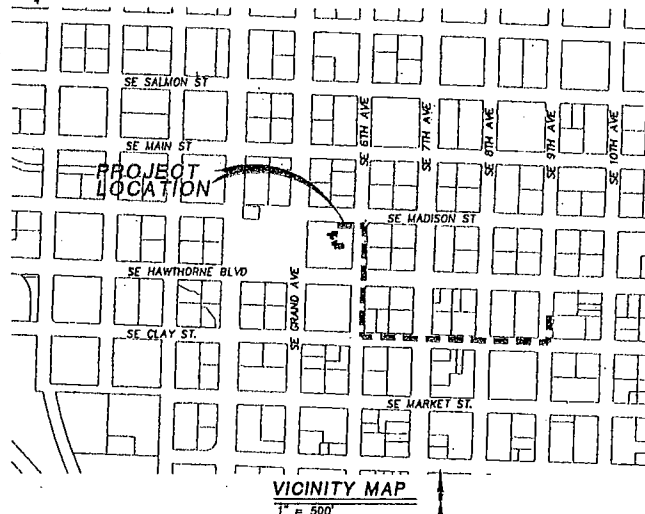 SE SALMON ST
SE MAIN ST
SE 6TH AVE
SE 7TH AVE
SE 8TH AVE
SE 9TH AVE
SE 10TH AVE
PROJECT
LOCATION
SE MADISON ST
SE HAWTHORNE BLVD
SE GRAND AVE
SE CLAY ST.
SE MARKET ST.
VICINITY MAP
1" = 500'